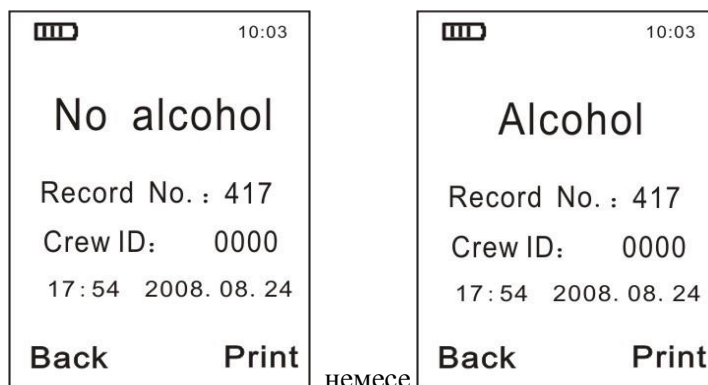 10:03
No alcohol
Record No.: 417
Crew ID: 0000
17:54 2008.08.24
Back Print
немесе
10:03
Alcohol
Record No.: 417
Crew ID: 0000
17:54 2008.08.24
Back Print